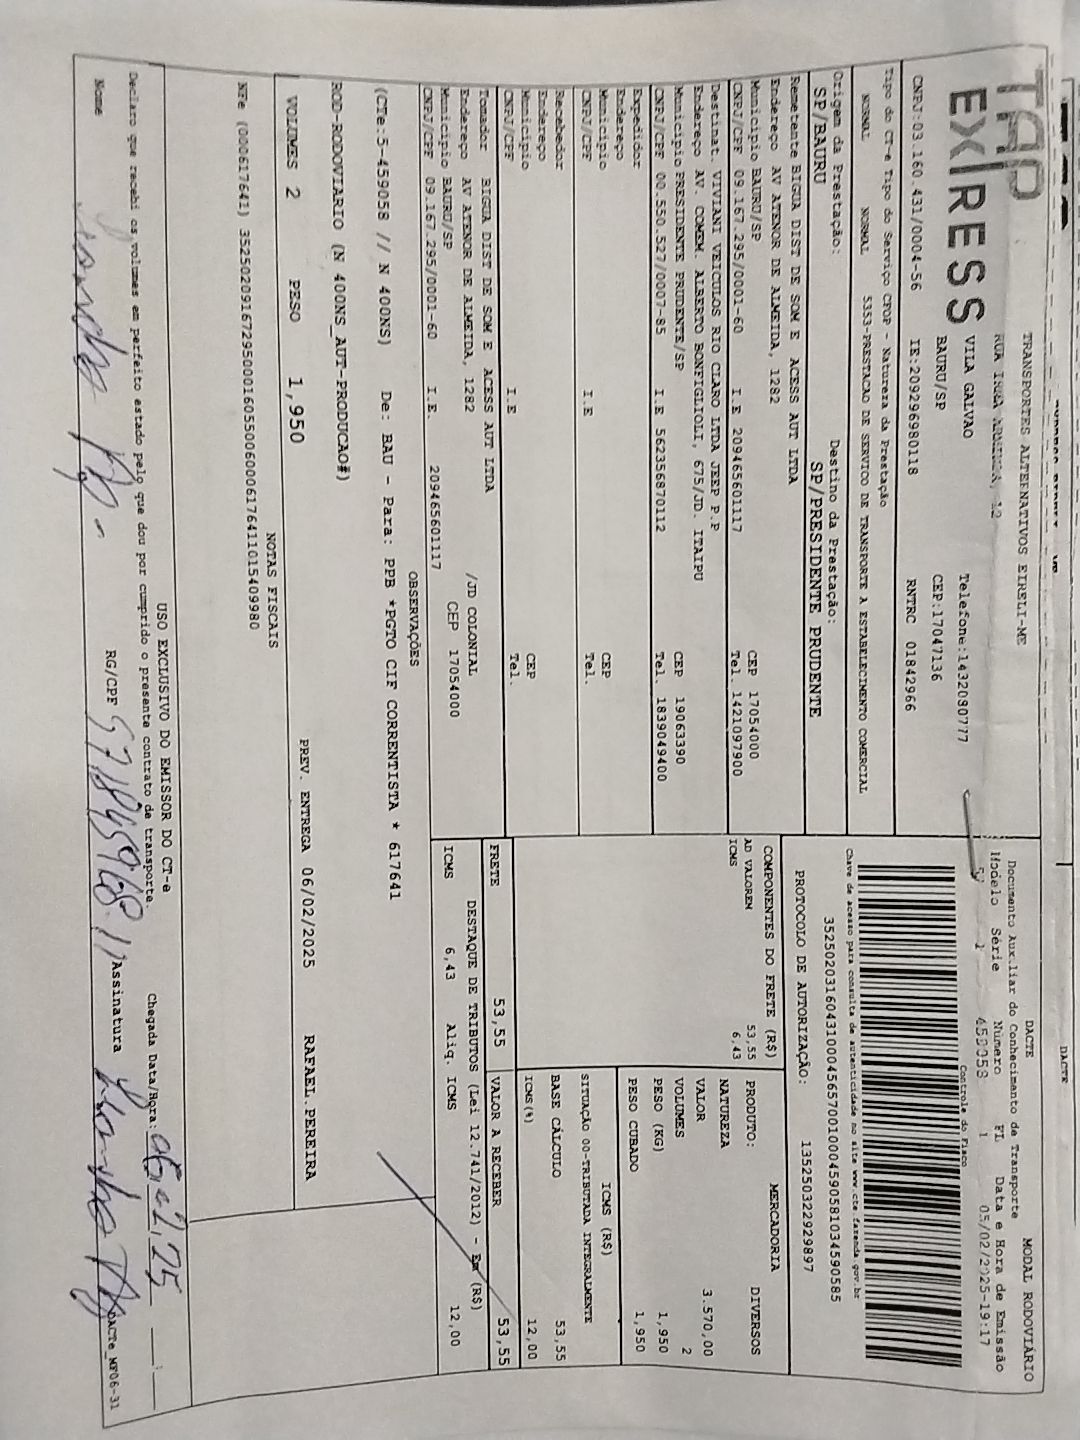 DACTE
TAP
EX|RESS
TRANSPORTES ALTERNATIVOS EIRELI-ME
RUA IRMA ARMINDA, 12
VILA GALVAO Telefone:1432080777
BAURU/SP CEP:17047136
CNPJ:03.160.431/0004-56 IE:209296980118 RNTRC 01842966
DACTE MODAL RODOVIÁRIO
Documento Auxiliar do Conhecimento de Transporte
Modelo Série Número FL Data e Hora de Emissão
57 1 459058 1 05/02/2025-19:17
Controle do Fisco
Chave de acesso para consulta de autenticidade no site www.cte.fazenda.gov.br
35250203160431000456570010004590581034590585
PROTOCOLO DE AUTORIZAÇÃO: 135250322929897
Tipo do CT-e Tipo do Serviço CFOP - Natureza da Prestação
NORMAL NORMAL 5353-PRESTACAO DE SERVICO DE TRANSPORTE A ESTABELECIMENTO COMERCIAL
Origem da Prestação: Destino da Prestação:
SP/BAURU SP/PRESIDENTE PRUDENTE
Remetente BIGUA DIST DE SOM E ACESS AUT LTDA
Endereço AV ATENOR DE ALMEIDA, 1282
Município BAURU/SP CEP 17054000
CNPJ/CPF 09.167.295/0001-60 I.E 209465601117 Tel. 1421097900
Destinat. VIVIANI VEICULOS RIO CLARO LTDA JEEP P.P
Endereço AV. COMEM. ALBERTO BONFIGLIOLI, 675/JD. ITAIPU
Município PRESIDENTE PRUDENTE/SP CEP 19063390
CNPJ/CPF 00.550.527/0007-85 I.E 562356870112 Tel. 1839049400
Expedidor
Endereço
Município CEP
CNPJ/CPF I.E Tel.
Recebedor
Endereço
Município CEP
CNPJ/CPF I.E Tel.
Tomador BIGUA DIST DE SOM E ACESS AUT LTDA
Endereço AV ATENOR DE ALMEIDA, 1282 /JD COLONIAL
Município BAURU/SP CEP 17054000
CNPJ/CPF 09.167.295/0001-60 I.E. 209465601117
COMPONENTES DO FRETE (R$)
AD VALOREM 53,55
ICMS 6,43
MERCADORIA
PRODUTO: DIVERSOS
NATUREZA
VALOR 3.570,00
VOLUMES 2
PESO (KG) 1,950
PESO CUBADO 1,950
ICMS (R$)
SITUAÇÃO 00-TRIBUTADA INTEGRALMENTE
BASE CÁLCULO 53,55
ICMS(%) 12,00
FRETE 53,55 VALOR A RECEBER 53,55
DESTAQUE DE TRIBUTOS (Lei 12.741/2012) - Em (R$)
ICMS 6,43 Aliq. ICMS 12,00
OBSERVAÇÕES
(CTe.:5-459058 // N 400NS) De: BAU - Para: PPB *PGTO CIF CORRENTISTA * 617641
ROD-RODOVIARIO (N 400NS_AUT-PRODUCAO#)
VOLUMES 2 PESO 1,950 PREV. ENTREGA 06/02/2025 RAFAEL.PEREIRA
NOTAS FISCAIS
NFe (000617641) 35250209167295000160550060006176411015409980
USO EXCLUSIVO DO EMISSOR DO CT-e
Declaro que recebi os volumes em perfeito estado pelo que dou por cumprido o presente contrato de transporte. Chegada Data/Hora: 06,2,25
Nome RG/CPF Assinatura
DACTe_MF06-31